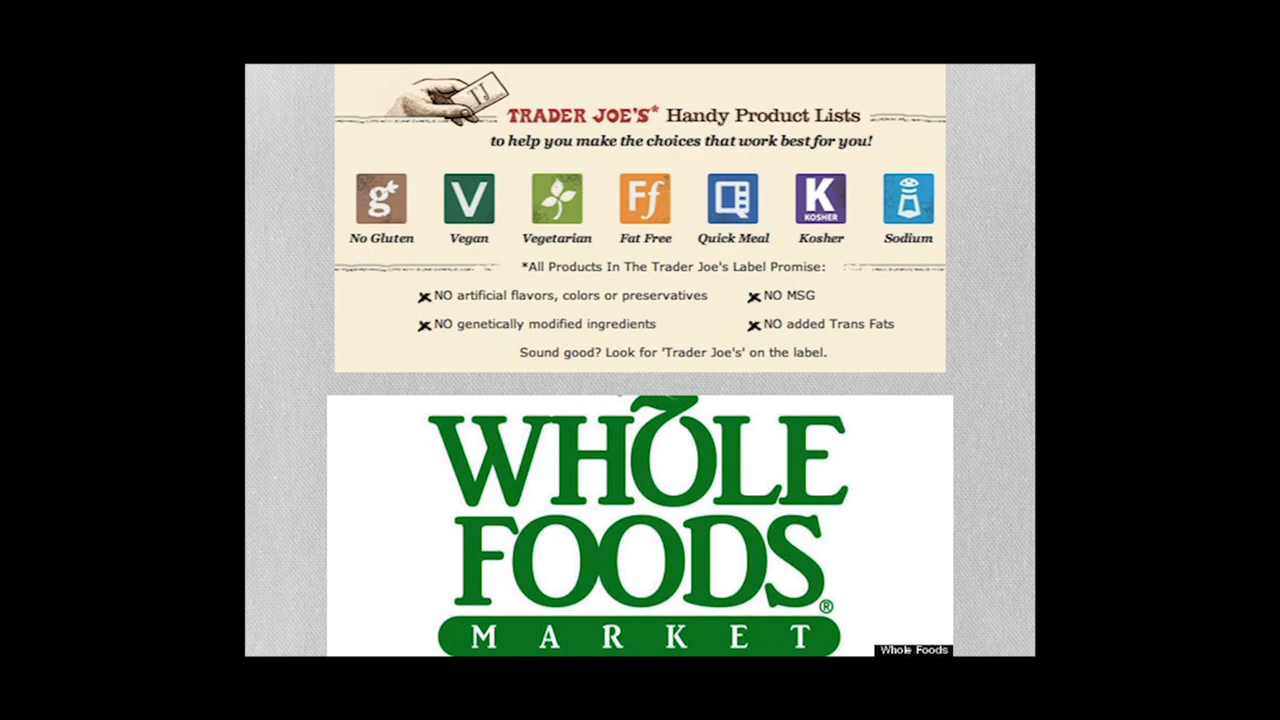 TJ
TRADER JOE'S* Handy Product Lists
to help you make the choices that work best for you!
g Ff K
V
KOSHER
No Gluten Vegan Vegetarian Fat Free Quick Meal Kosher Sodium
*All Products In The Trader Joe's Label Promise:
NO artificial flavors, colors or preservatives NO MSG
NO genetically modified ingredients NO added Trans Fats
Sound good? Look for 'Trader Joe's' on the label.
WHOLE
FOODS®
MARKET
Whole Foods